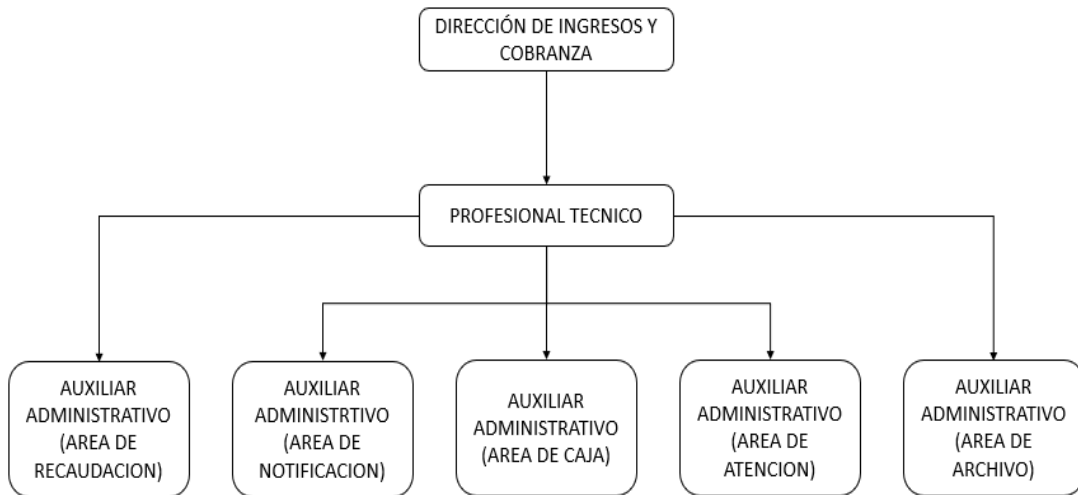 DIRECCIÓN DE INGRESOS Y
COBRANZA
PROFESIONAL TECNICO
AUXILIAR
ADMINISTRATIVO
(AREA DE
RECAUDACION)
AUXILIAR
ADMINISTRTIVO
(AREA DE
NOTIFICACION)
AUXILIAR
ADMINISTRATIVO
(AREA DE CAJA)
AUXILIAR
ADMINISTRATIVO
(AREA DE
ATENCION)
AUXILIAR
ADMINISTRATIVO
(AREA DE
ARCHIVO)